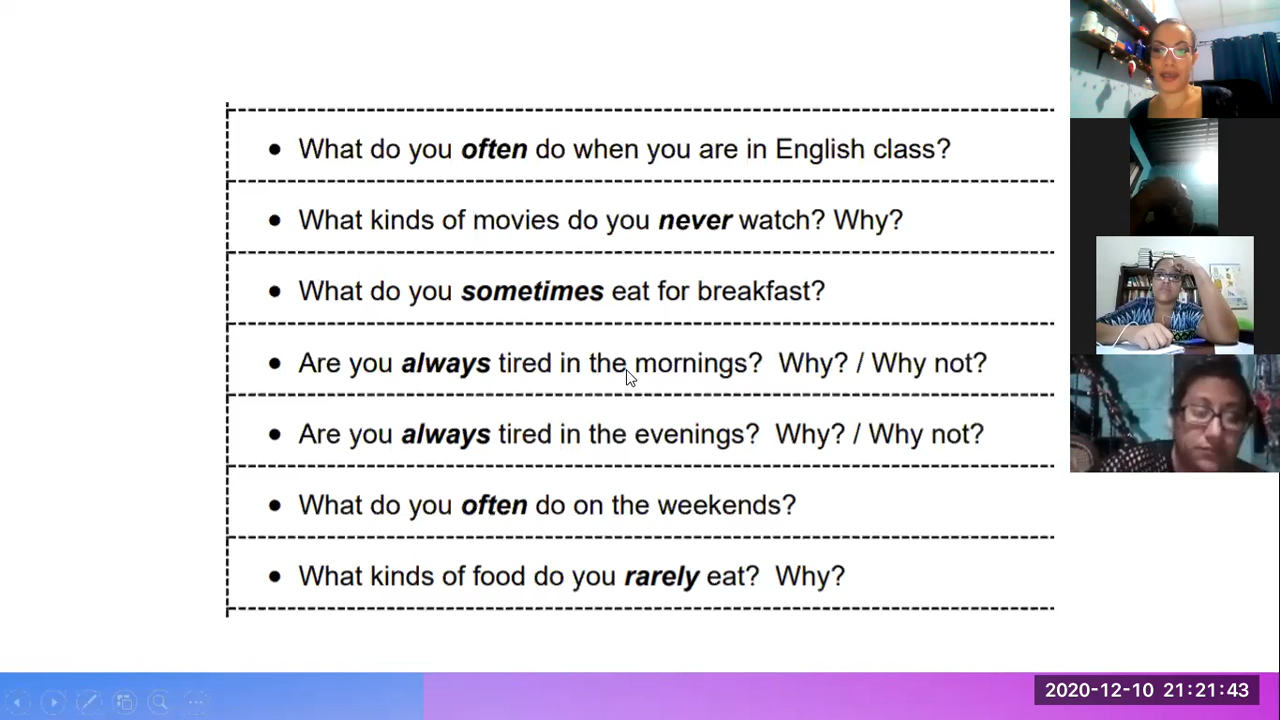 • What do you often do when you are in English class?
• What kinds of movies do you never watch? Why?
• What do you sometimes eat for breakfast?
• Are you always tired in the mornings? Why? / Why not?
• Are you always tired in the evenings? Why? / Why not?
• What do you often do on the weekends?
• What kinds of food do you rarely eat? Why?
2020-12-10 21:21:43